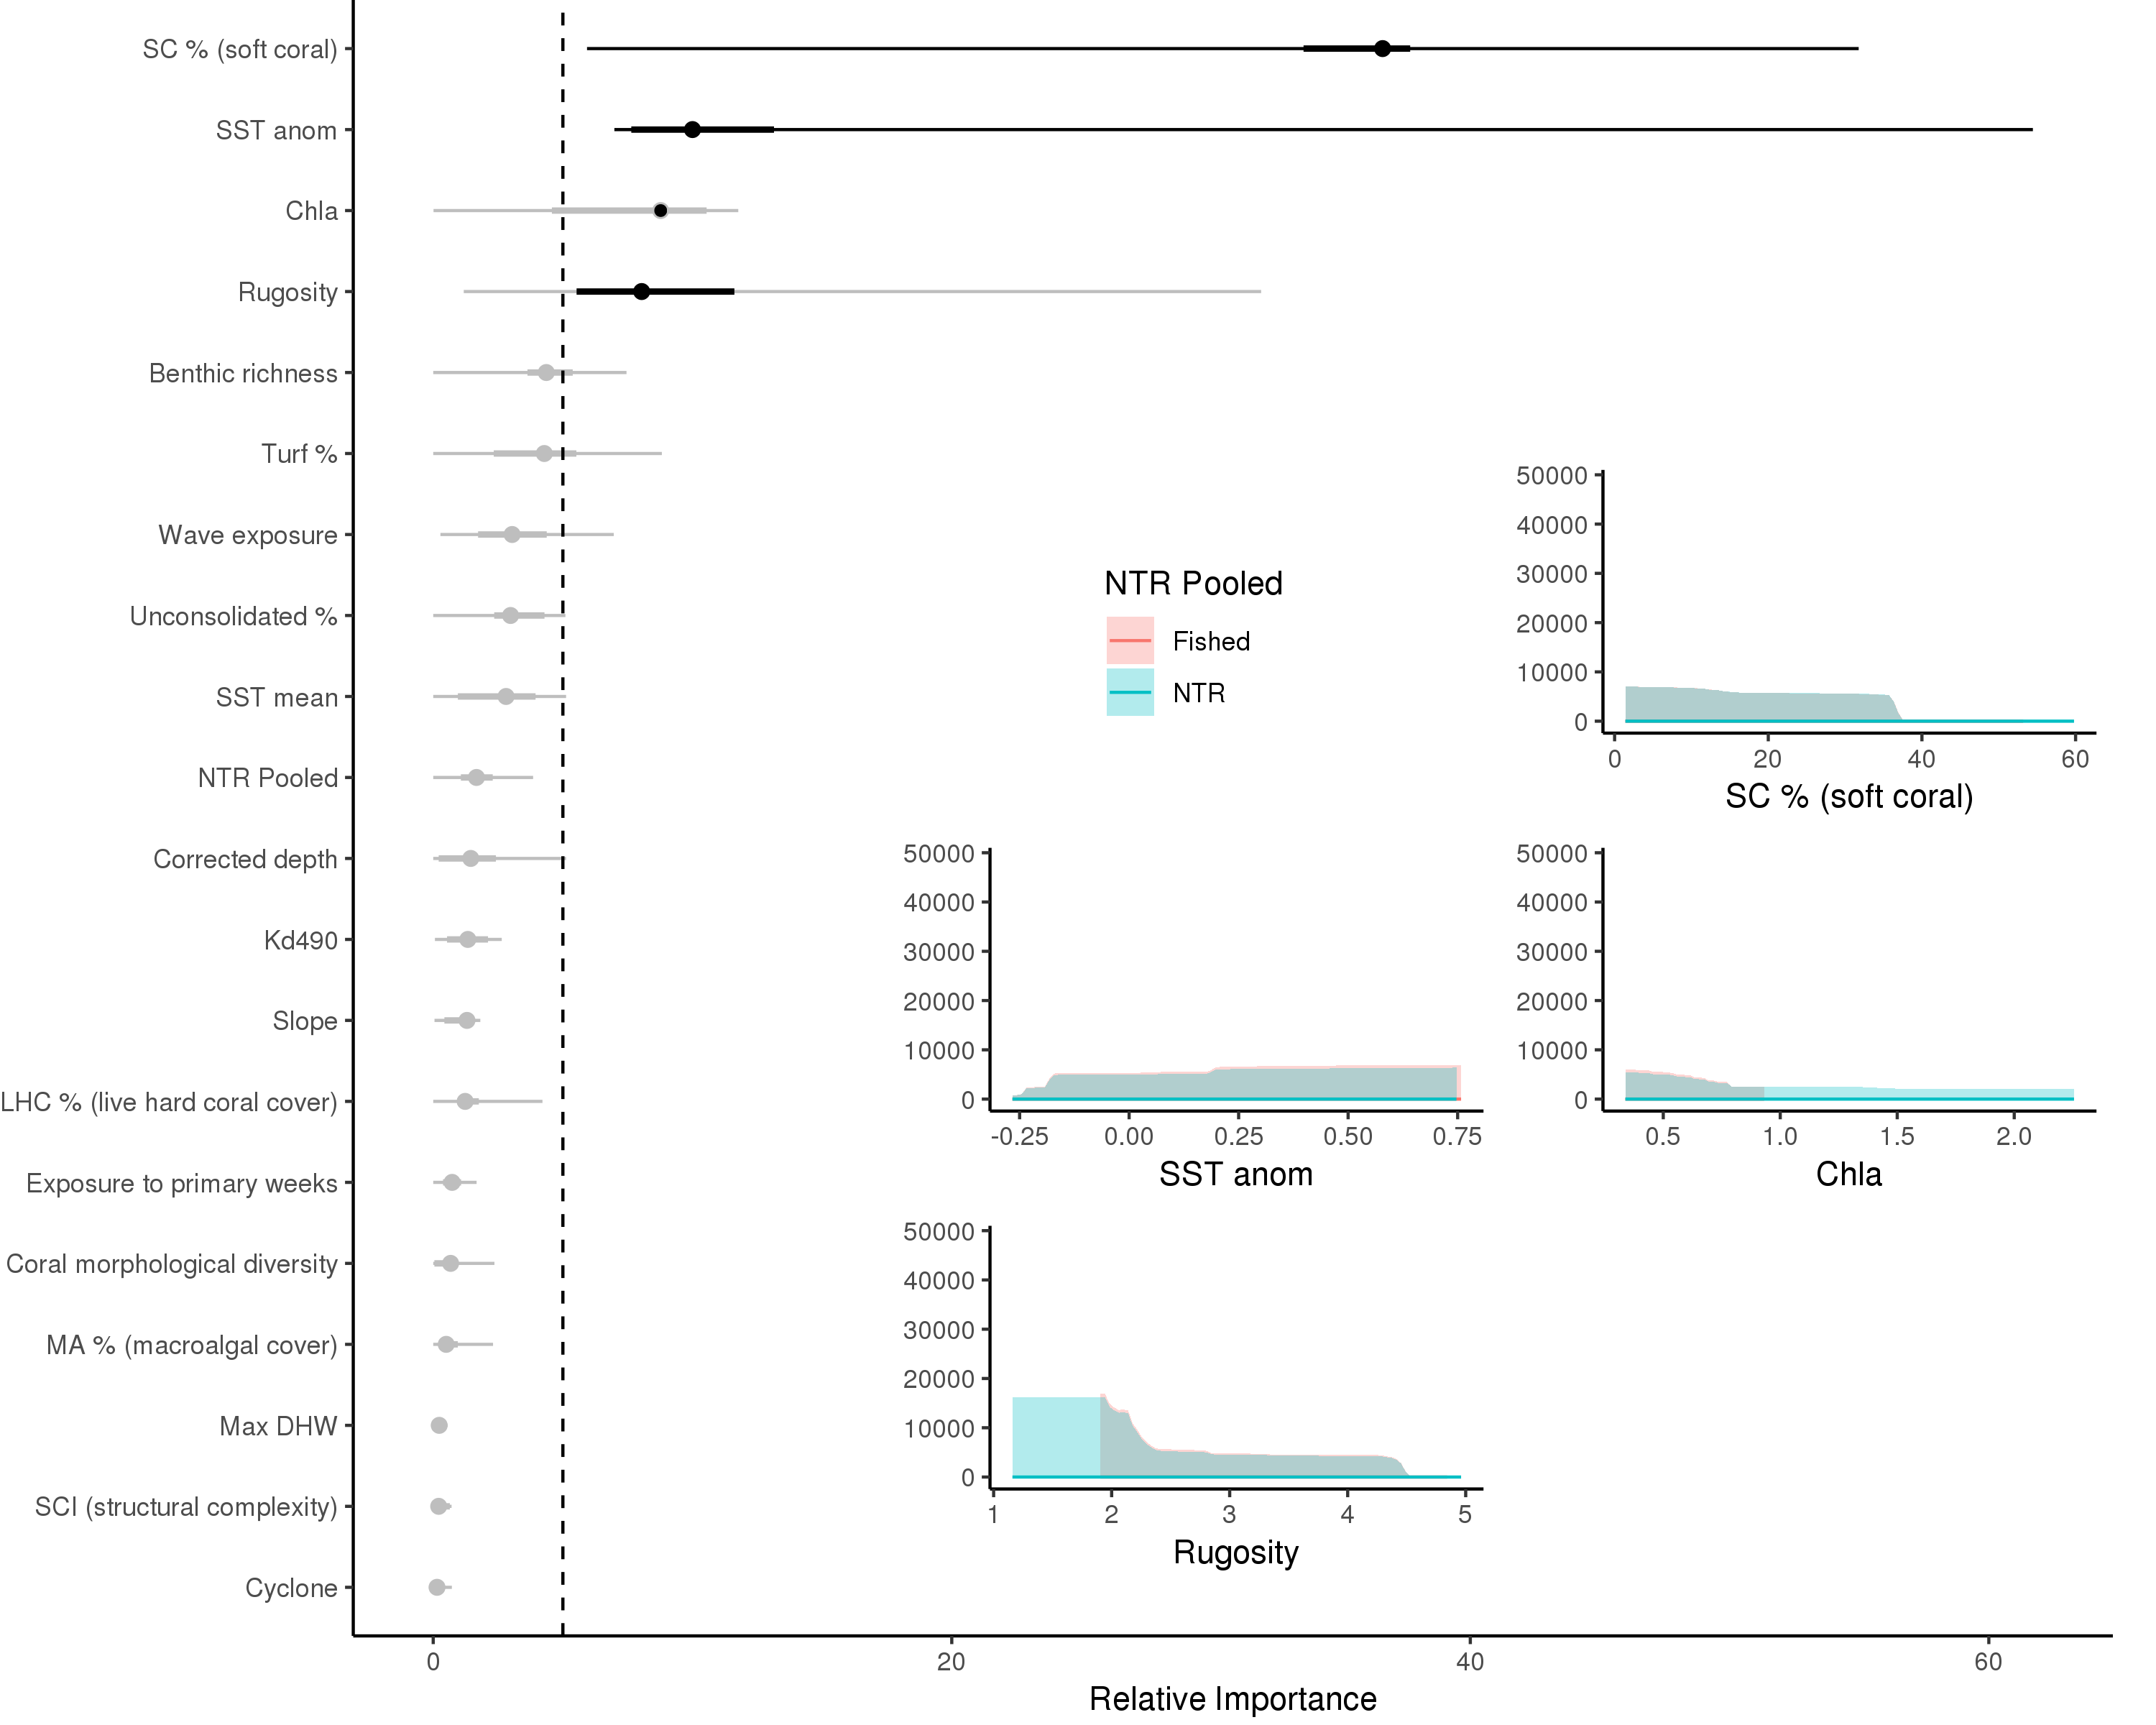 SC % (soft coral)
SST anom
Chla
Rugosity
Benthic richness
Turf %
Wave exposure
Unconsolidated %
SST mean
NTR Pooled
Corrected depth
Kd490
Slope
LHC % (live hard coral cover)
Exposure to primary weeks
Coral morphological diversity
MA % (macroalgal cover)
Max DHW
SCI (structural complexity)
Cyclone
0 20 40 60
Relative Importance
NTR Pooled
Fished
NTR
50000
40000
30000
20000
10000
0
0 20 40 60
SC % (soft coral)
50000
40000
30000
20000
10000
0
-0.25 0.00 0.25 0.50 0.75
SST anom
50000
40000
30000
20000
10000
0
0.5 1.0 1.5 2.0
Chla
50000
40000
30000
20000
10000
0
1 2 3 4 5
Rugosity